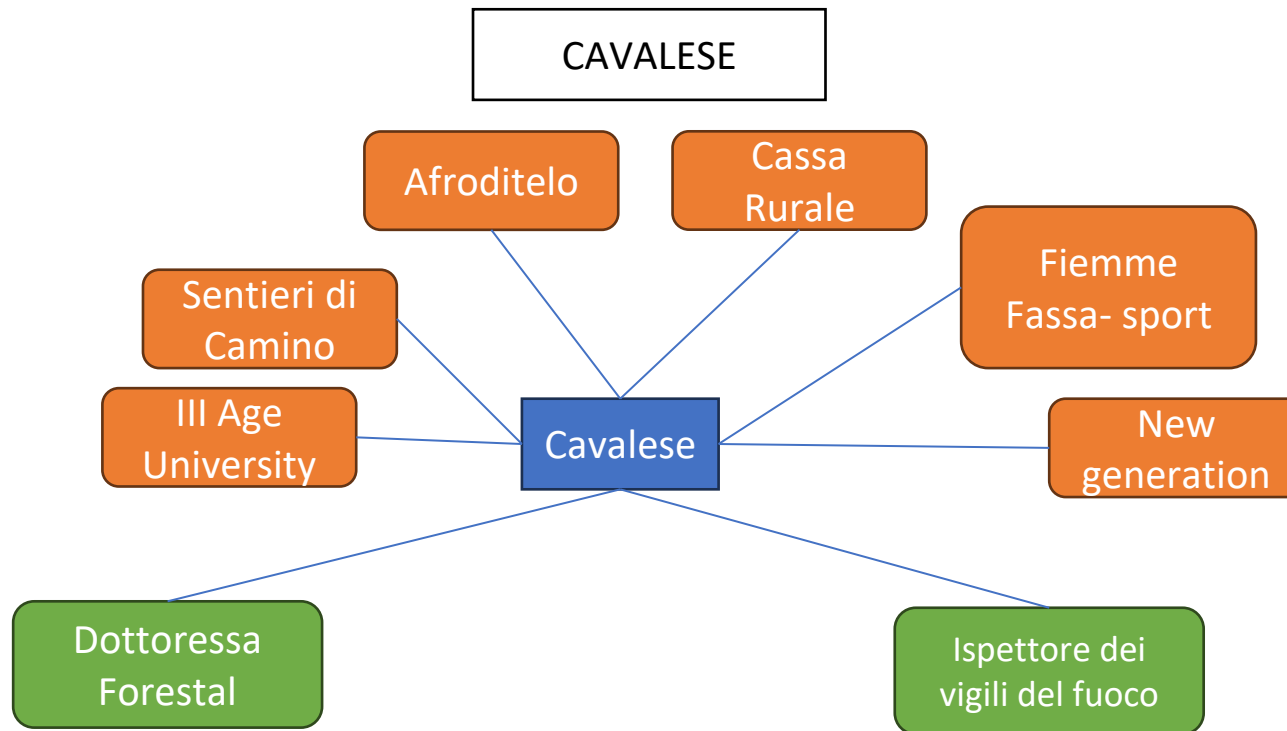 CAVALESE
Afroditelo
Cassa
Rurale
Fiemme
Fassa- sport
Sentieri di
Camino
III Age
University
Cavalese
New
generation
Dottoressa
Forestal
Ispettore dei
vigili del fuoco